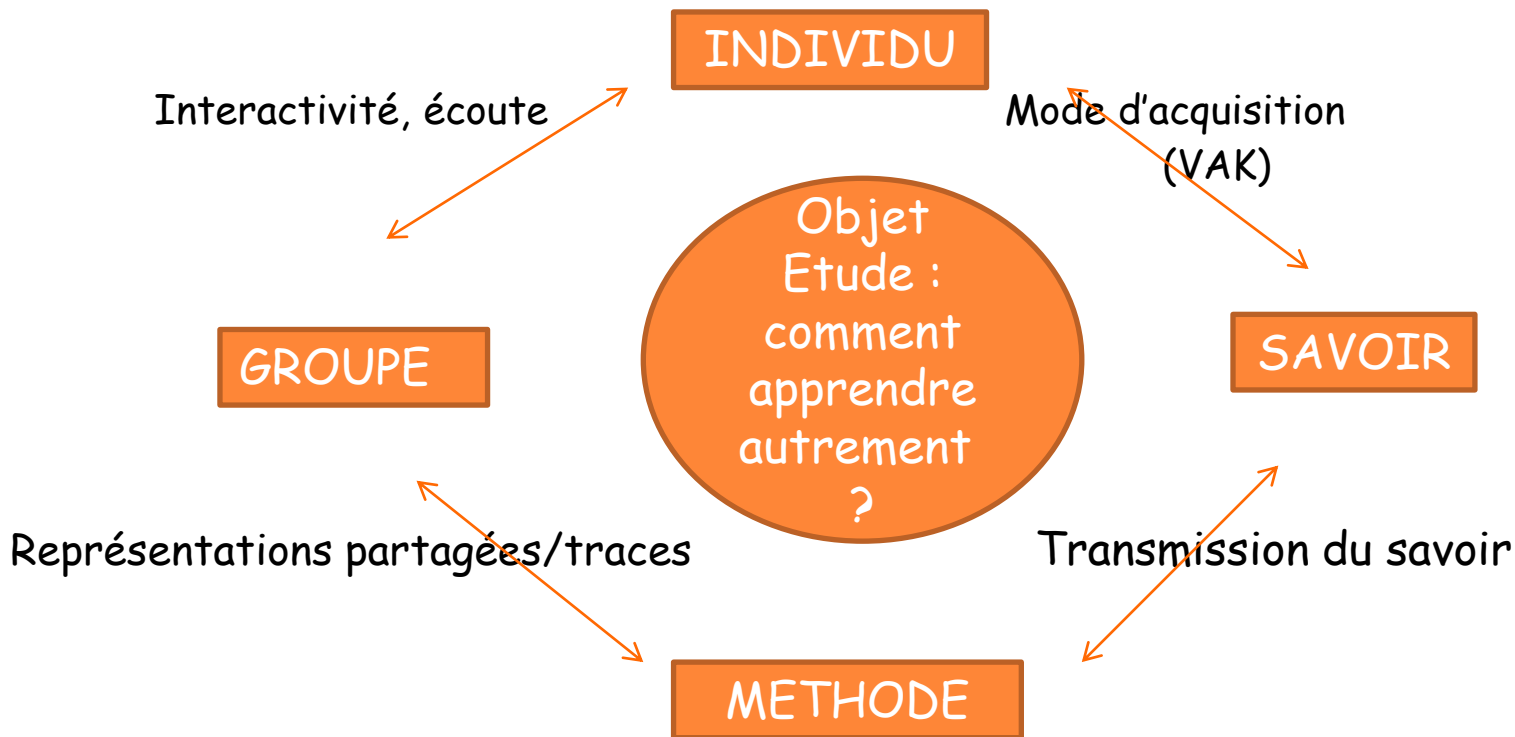 INDIVIDU
Interactivité, écoute
Mode d'acquisition
(VAK)
Objet
Etude :
comment
apprendre
autrement
?
GROUPE
SAVOIR
Représentations partagées/traces
Transmission du savoir
METHODE